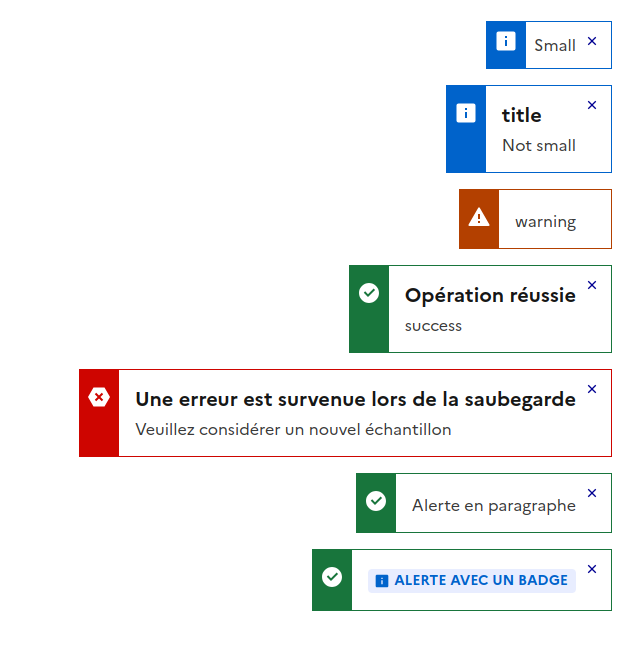 Small
title
Not small
warning
Opération réussie
success
Une erreur est survenue lors de la saubegarde
Veuillez considérer un nouvel échantillon
Alerte en paragraphe
ALERTE AVEC UN BADGE